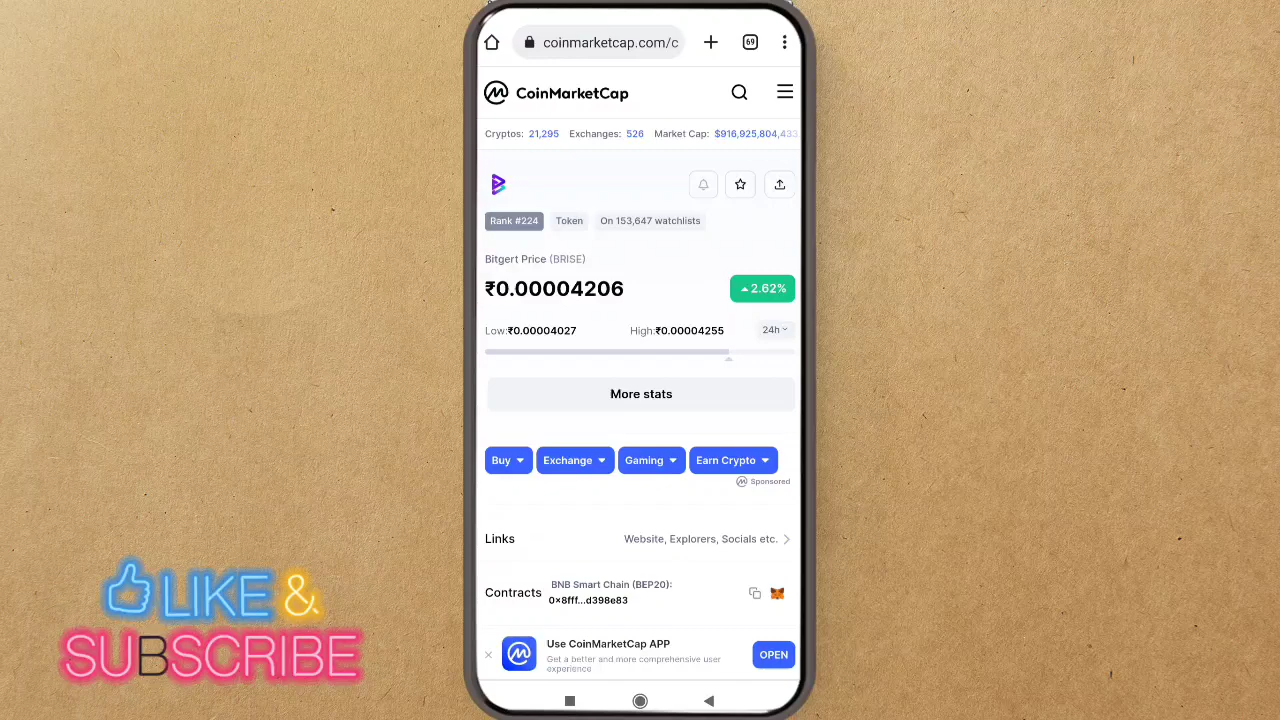 coinmarketcap.com/c
69
CoinMarketCap
Cryptos: 21,295 Exchanges: 526 Market Cap: $916,925,804,433
Rank #224 Token On 153,647 watchlists
Bitgert Price (BRISE)
₹0.00004206 2.62%
Low:₹0.00004027 High:₹0.00004255 24h
More stats
Buy Exchange Gaming Earn Crypto
Sponsored
Links Website, Explorers, Socials etc.
Contracts BNB Smart Chain (BEP20):
0x8fff...d398e83
Use CoinMarketCap APP
Get a better and more comprehensive user
experience
OPEN
LIKE &
SUBSCRIBE